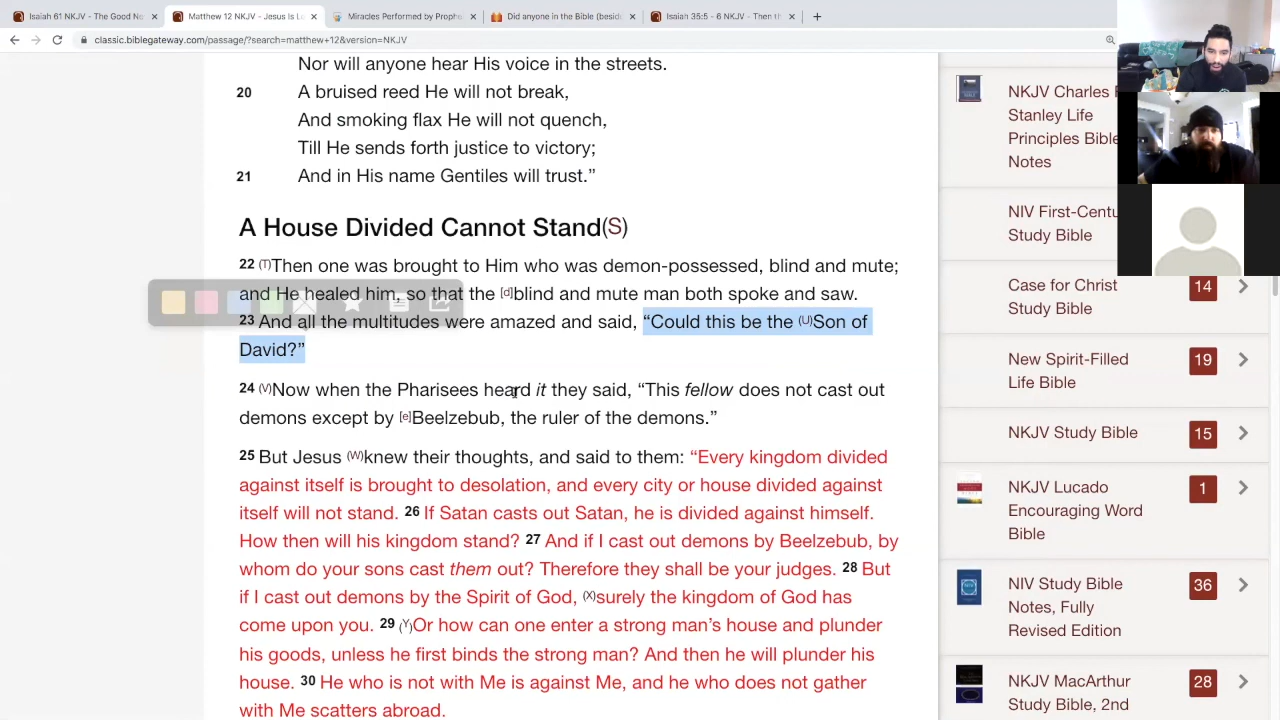 Isaiah 61 NKJV - The Good Ne
Matthew 12 NKJV - Jesus Is L
Miracles Performed by Prophe
Did anyone in the Bible (besid
Isaiah 35:5 - 6 NKJV - Then th
classic.biblegateway.com/passage/?search=matthew+12&version=NKJV
Nor will anyone hear His voice in the streets.
20 A bruised reed He will not break,
And smoking flax He will not quench,
Till He sends forth justice to victory;
21 And in His name Gentiles will trust.”
A House Divided Cannot Stand(S)
22 (T)Then one was brought to Him who was demon-possessed, blind and mute;
and He healed him, so that the [d]blind and mute man both spoke and saw.
23 And all the multitudes were amazed and said, “Could this be the (U)Son of
David?”
24 (V)Now when the Pharisees heard it they said, “This fellow does not cast out
demons except by [e]Beelzebub, the ruler of the demons.”
25 But Jesus (W)knew their thoughts, and said to them: “Every kingdom divided
against itself is brought to desolation, and every city or house divided against
itself will not stand. 26 If Satan casts out Satan, he is divided against himself.
How then will his kingdom stand? 27 And if I cast out demons by Beelzebub, by
whom do your sons cast them out? Therefore they shall be your judges. 28 But
if I cast out demons by the Spirit of God, (X)surely the kingdom of God has
come upon you. 29 (Y)Or how can one enter a strong man’s house and plunder
his goods, unless he first binds the strong man? And then he will plunder his
house. 30 He who is not with Me is against Me, and he who does not gather
with Me scatters abroad.
NKJV Charles F
Stanley Life
Principles Bible
Notes
NIV First-Centu
Study Bible
Case for Christ
Study Bible
14
New Spirit-Filled
Life Bible
19
NKJV Study Bible
15
NKJV Lucado
Encouraging Word
Bible
1
NIV Study Bible
Notes, Fully
Revised Edition
36
NKJV MacArthur
Study Bible, 2nd
28